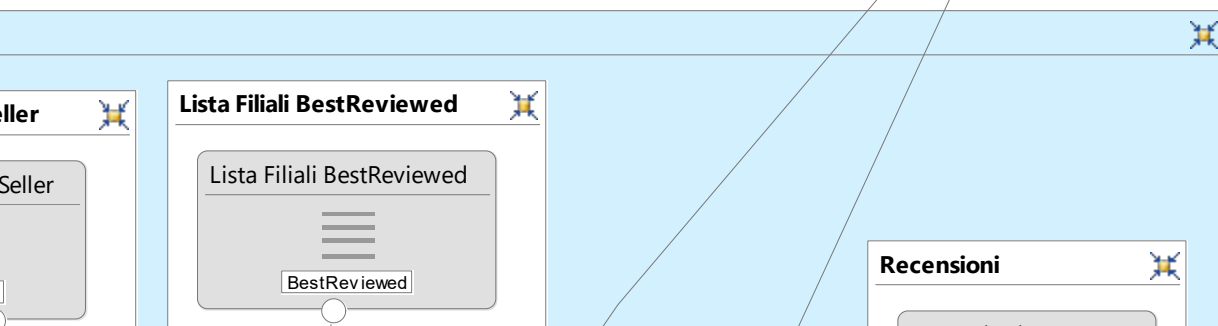 Lista Filiali BestReviewed
eller
Lista Filiali BestReviewed
Seller
BestReviewed
Recensioni